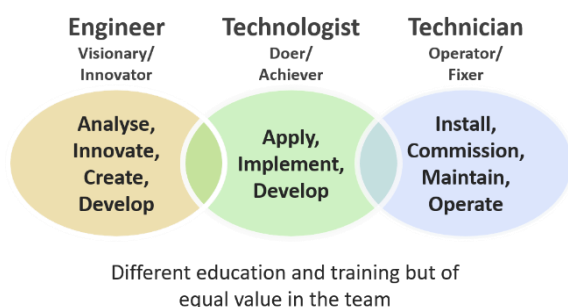 Engineer
Visionary/
Innovator
Analyse,
Innovate,
Create,
Develop
Technologist
Doer/
Achiever
Apply,
Implement,
Develop
Technician
Operator/
Fixer
Install,
Commission,
Maintain,
Operate
Different education and training but of
equal value in the team